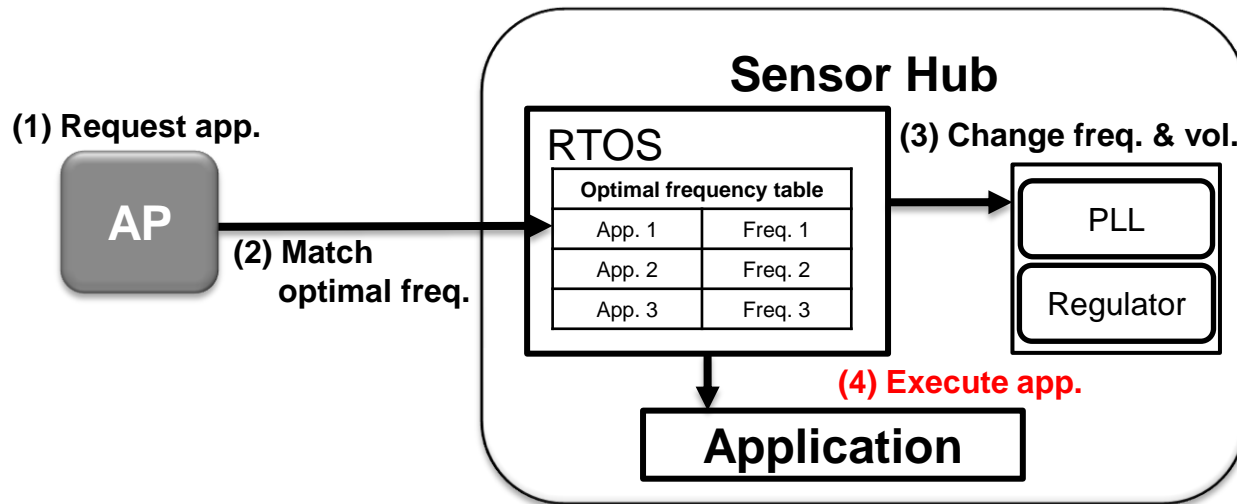 Sensor Hub
(1) Request app.
AP
(2) Match
optimal freq.
RTOS
Optimal frequency table
App. 1 Freq. 1
App. 2 Freq. 2
App. 3 Freq. 3
(3) Change freq. & vol.
PLL
Regulator
(4) Execute app.
Application